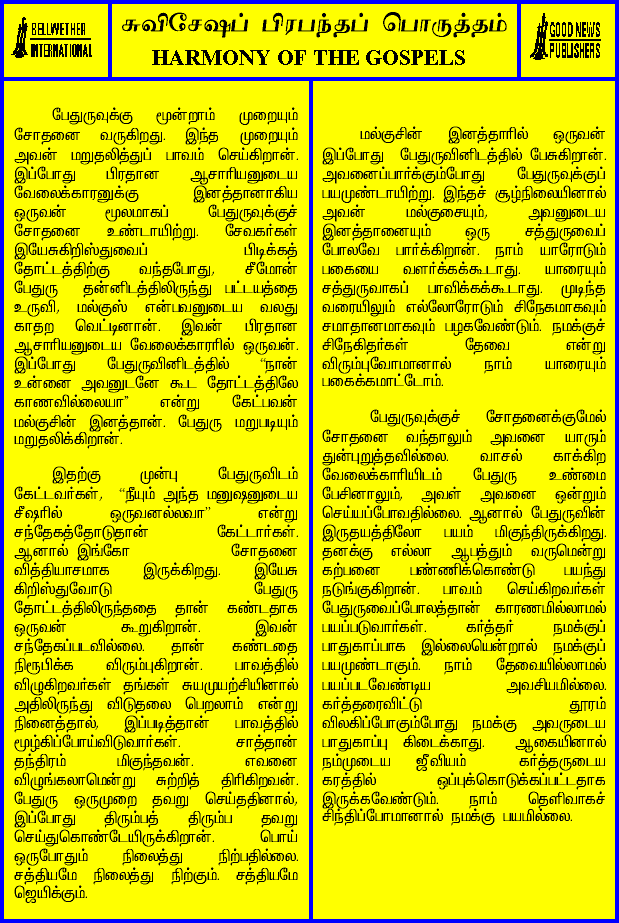 BELLWETHER
INTERNATIONAL
சுவிசேஷப் பிரபந்தப் பொருத்தம்
HARMONY OF THE GOSPELS
GOOD NEWS
PUBLISHERS
பேதுருவுக்கு மூன்றாம் முறையும்
சோதனை வருகிறது. இந்த முறையும்
அவன் மறுதலித்துப் பாவம் செய்கிறான்.
இப்போது பிரதான ஆசாரியனுடைய
வேலைக்காரனுக்கு இனத்தானாகிய
ஒருவன் மூலமாகப் பேதுருவுக்குச்
சோதனை உண்டாயிற்று. சேவகர்கள்
இயேசுகிறிஸ்துவைப் பிடிக்கத்
தோட்டத்திற்கு வந்தபோது, சீமோன்
பேதுரு தன்னிடத்திலிருந்து பட்டயத்தை
உருவி, மல்குஸ் என்பவனுடைய வலது
காதற வெட்டினான். இவன் பிரதான
ஆசாரியனுடைய வேலைக்காரரில் ஒருவன்.
இப்போது பேதுருவினிடத்தில் “நான்
உன்னை அவனுடனே கூட தோட்டத்திலே
காணவில்லையா” என்று கேட்பவன்
மல்குசின் இனத்தான். பேதுரு மறுபடியும்
மறுதலிக்கிறான்.
இதற்கு முன்பு பேதுருவிடம்
கேட்டவர்கள், “நீயும் அந்த மனுஷனுடைய
சீஷரில் ஒருவனல்லவா” என்று
சந்தேகத்தோடுதான் கேட்டார்கள்.
ஆனால் இங்கோ சோதனை
வித்தியாசமாக இருக்கிறது. இயேசு
கிறிஸ்துவோடு பேதுரு
தோட்டத்திலிருந்ததை தான் கண்டதாக
ஒருவன் கூறுகிறான். இவன்
சந்தேகப்படவில்லை. தான் கண்டதை
நிரூபிக்க விரும்புகிறான். பாவத்தில்
விழுகிறவர்கள் தங்கள் சுயமுயற்சியினால்
அதிலிருந்து விடுதலை பெறலாம் என்று
நினைத்தால், இப்படித்தான் பாவத்தில்
மூழ்கிப்போய்விடுவார்கள். சாத்தான்
தந்திரம் மிகுந்தவன். எவனை
விழுங்கலாமென்று சுற்றித் திரிகிறவன்.
பேதுரு ஒருமுறை தவறு செய்ததினால்,
இப்போது திரும்பத் திரும்ப தவறு
செய்துகொண்டேயிருக்கிறான். பொய்
ஒருபோதும் நிலைத்து நிற்பதில்லை.
சத்தியமே நிலைத்து நிற்கும். சத்தியமே
ஜெயிக்கும்.
மல்குசின் இனத்தாரில் ஒருவன்
இப்போது பேதுருவினிடத்தில் பேசுகிறான்.
அவனைப்பார்க்கும்போது பேதுருவுக்குப்
பயமுண்டாயிற்று. இந்தச் சூழ்நிலையினால்
அவன் மல்குசையும், அவனுடைய
இனத்தானையும் ஒரு சத்துருவைப்
போலவே பார்க்கிறான். நாம் யாரோடும்
பகையை வளர்க்கக்கூடாது. யாரையும்
சத்துருவாகப் பாவிக்கக்கூடாது. முடிந்த
வரையிலும் எல்லோரோடும் சிநேகமாகவும்
சமாதானமாகவும் பழகவேண்டும். நமக்குச்
சிநேகிதர்கள் தேவை என்று
விரும்புவோமானால் நாம் யாரையும்
பகைக்கமாட்டோம்.
பேதுருவுக்குச் சோதனைக்குமேல்
சோதனை வந்தாலும் அவனை யாரும்
துன்புறுத்தவில்லை. வாசல் காக்கிற
வேலைக்காரியிடம் பேதுரு உண்மை
பேசினாலும், அவள் அவனை ஒன்றும்
செய்யப்போவதில்லை. ஆனால் பேதுருவின்
இருதயத்திலோ பயம் மிகுந்திருக்கிறது.
தனக்கு எல்லா ஆபத்தும் வருமென்று
கற்பனை பண்ணிக்கொண்டு பயந்து
நடுங்குகிறான். பாவம் செய்கிறவர்கள்
பேதுருவைப்போலத்தான் காரணமில்லாமல்
பயப்படுவார்கள். கர்த்தர் நமக்குப்
பாதுகாப்பாக இல்லையென்றால் நமக்குப்
பயமுண்டாகும். நாம் தேவையில்லாமல்
பயப்படவேண்டிய அவசியமில்லை.
கர்த்தரைவிட்டு தூரம்
விலகிப்போகும்போது நமக்கு அவருடைய
பாதுகாப்பு கிடைக்காது. ஆகையினால்
நம்முடைய ஜீவியம் கர்த்தருடைய
கரத்தில் ஒப்புக்கொடுக்கப்பட்டதாக
இருக்கவேண்டும். நாம் தெளிவாகச்
சிந்திப்போமானால் நமக்கு பயமில்லை.